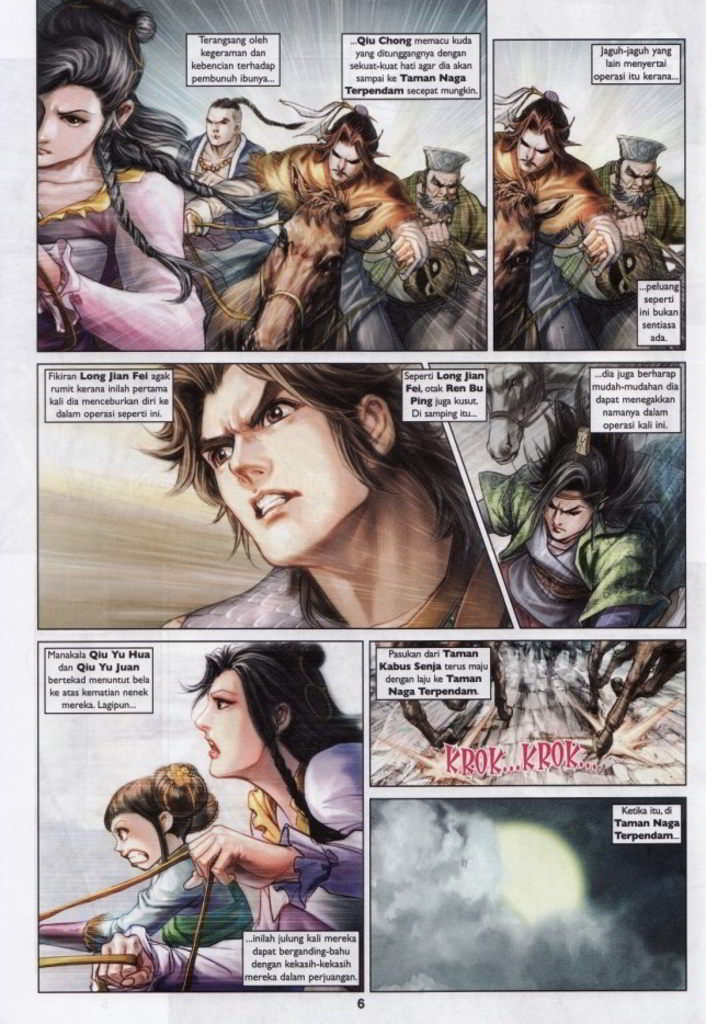 Terangsang oleh
kegeraman dan
kebencian terhadap
pembunuh ibunya...
...Qiu Chong memacu kuda
yang ditunggangnya dengan
sekuat-kuat hati agar dia akan
sampai ke Taman Naga
Terpendam secepat mungkin.
Jaguh-jaguh yang
lain menyertai
operasi itu kerana...
...peluang
seperti
ini bukan
sentiasa
ada.
Fikiran Long Jian Fei agak
rumit kerana inilah pertama
kali dia menceburkan diri ke
dalam operasi seperti ini.
Seperti Long Jian
Fei, otak Ren Bu
Ping juga kusut.
Di samping itu...
...dia juga berharap
mudah-mudahan dia
dapat menegakkan
namanya dalam
operasi kali ini.
Manakala Qiu Yu Hua
dan Qiu Yu Juan
bertekad menuntut bela
ke atas kematian nenek
mereka. Lagipun...
...inilah julung kali mereka
dapat berganding-bahu
dengan kekasih-kekasih
mereka dalam perjuangan.
Pasukan dari Taman
Kabus Senja terus maju
dengan laju ke Taman
Naga Terpendam.
KROK...KROK...
Ketika itu, di
Taman Naga
Terpendam...
6